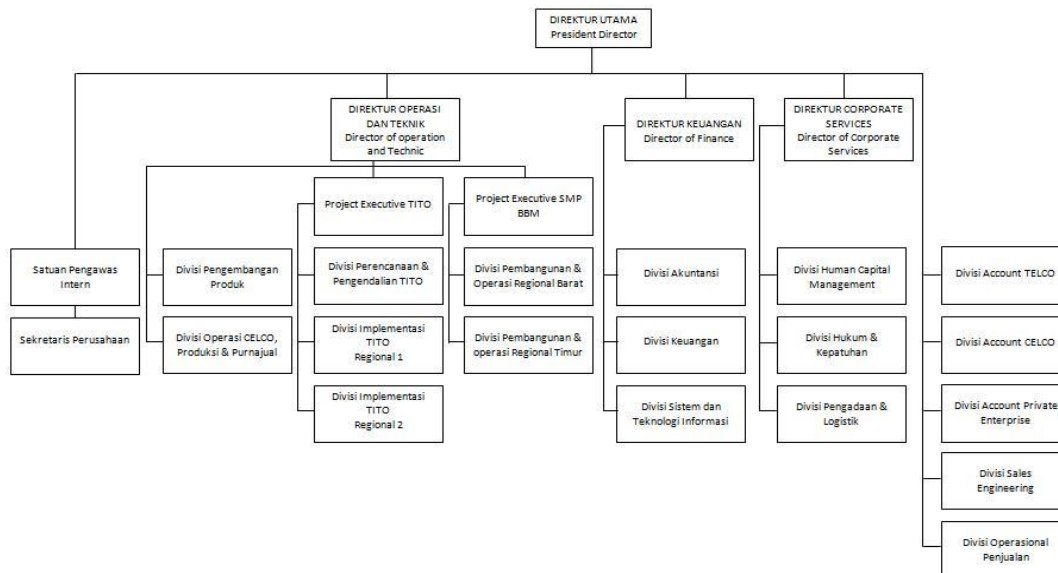 DIREKTUR UTAMA
President Director
DIREKTUR OPERASI
DAN TEKNIK
Director of operation
and Technic
DIREKTUR KEUANGAN
Director of Finance
DIREKTUR CORPORATE
SERVICES
Director of Corporate
Services
Project Executive TITO
Project Executive SMP
BBM
Satuan Pengawas
Intern
Divisi Pengembangan
Produk
Divisi Perencanaan &
Pengendalian TITO
Divisi Pembangunan &
Operasi Regional Barat
Divisi Akuntansi
Divisi Human Capital
Management
Divisi Account TELCO
Sekretaris Perusahaan
Divisi Operasi CELCO,
Produksi & Purnajual
Divisi Implementasi
TITO
Regional 1
Divisi Pembangunan &
operasi Regional Timur
Divisi Keuangan
Divisi Hukum &
Kepatuhan
Divisi Account CELCO
Divisi Implementasi
TITO
Regional 2
Divisi Sistem dan
Teknologi Informasi
Divisi Pengadaan &
Logistik
Divisi Account Private
Enterprise
Divisi Sales
Engineering
Divisi Operasional
Penjualan